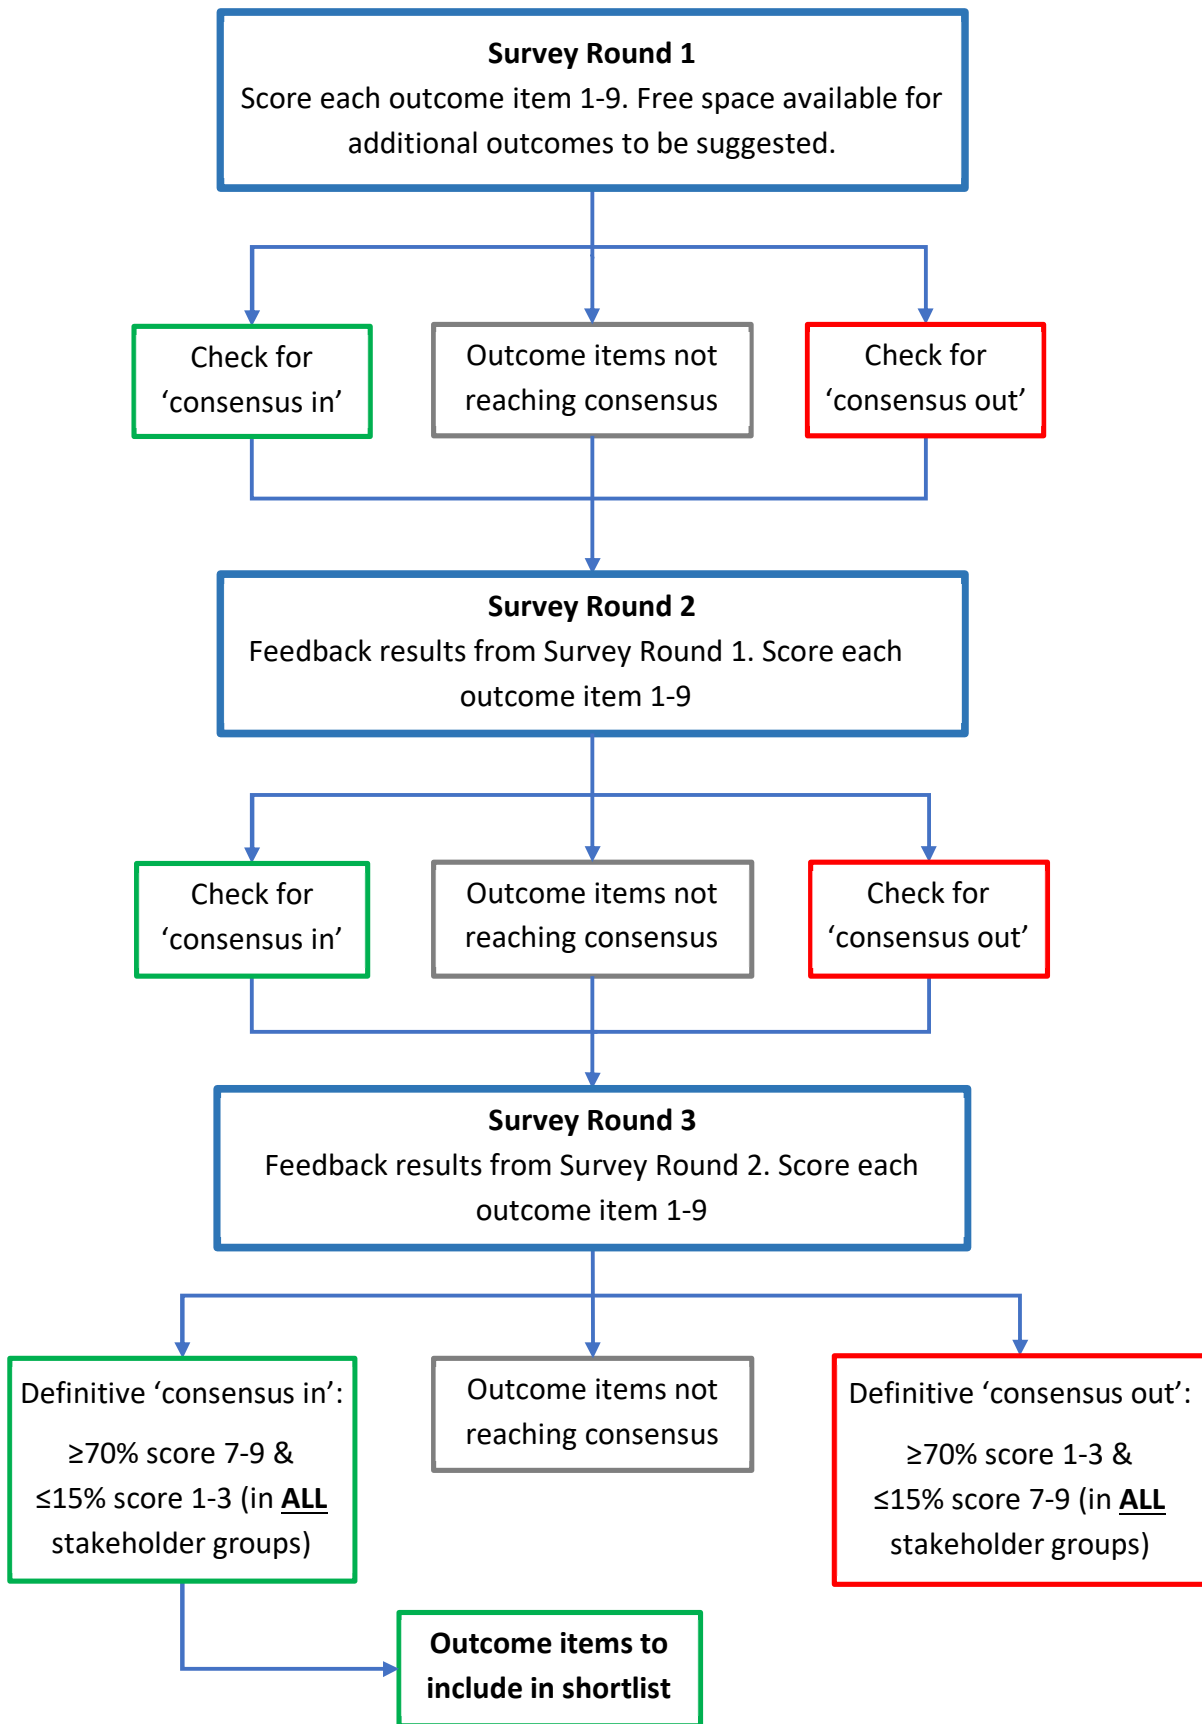 Survey Round 1
Score each outcome item 1-9. Free space available for
additional outcomes to be suggested.
Check for
‘consensus in’
Outcome items not
reaching consensus
Check for
‘consensus out’
Survey Round 2
Feedback results from Survey Round 1. Score each
outcome item 1-9
Check for
‘consensus in’
Outcome items not
reaching consensus
Check for
‘consensus out’
Survey Round 3
Feedback results from Survey Round 2. Score each
outcome item 1-9
Definitive ‘consensus in’:
≥70% score 7-9 &
≤15% score 1-3 (in ALL
stakeholder groups)
Outcome items not
reaching consensus
Definitive ‘consensus out’:
≥70% score 1-3 &
≤15% score 7-9 (in ALL
stakeholder groups)
Outcome items to
include in shortlist